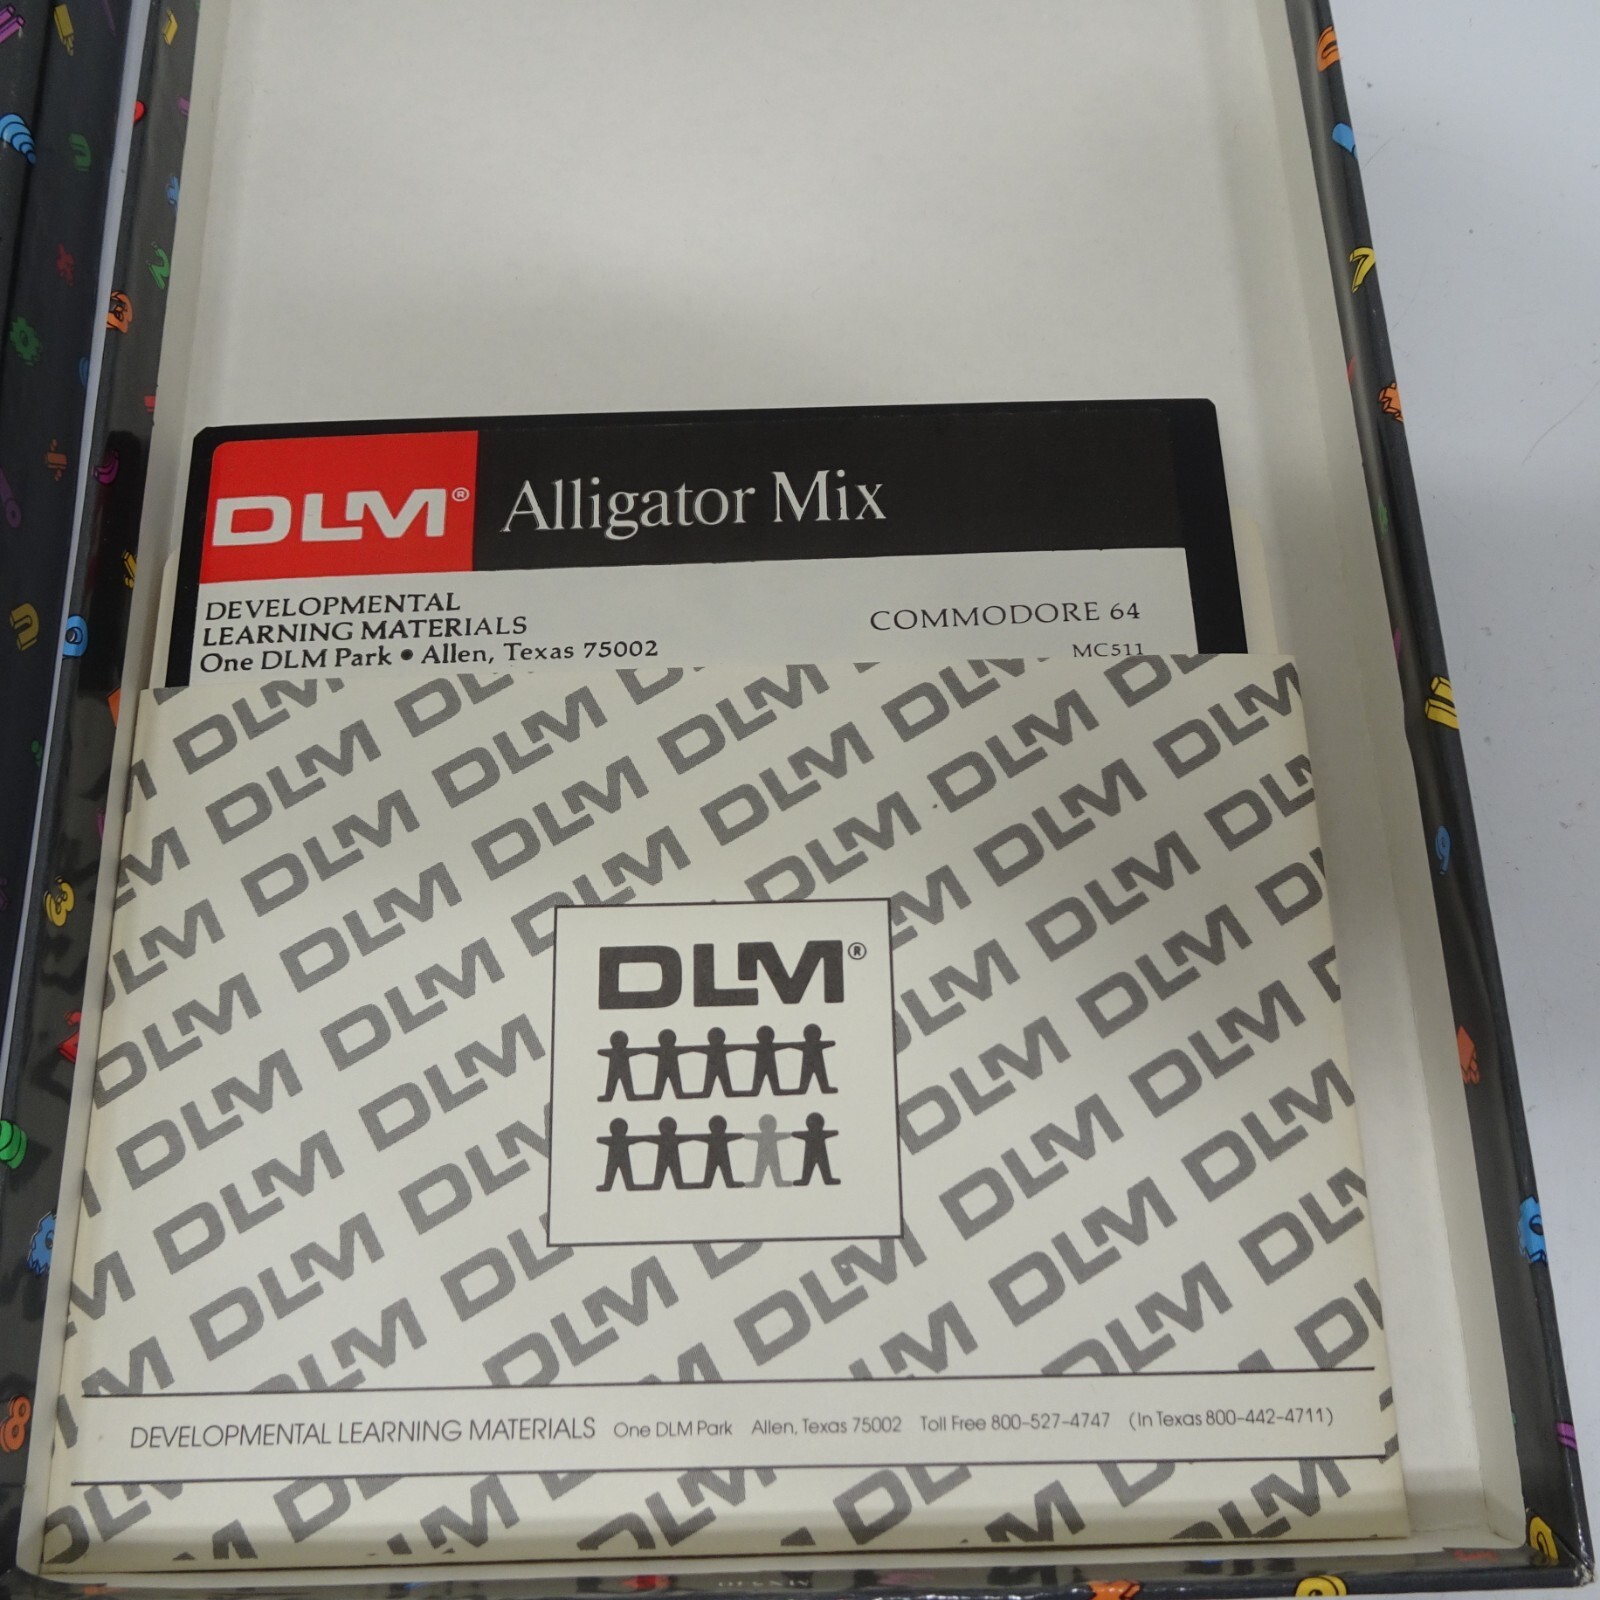 DLM® Alligator Mix
DEVELOPMENTAL
LEARNING MATERIALS
One DLM Park • Allen, Texas 75002
COMMODORE 64
MC511
DLM®
DEVELOPMENTAL LEARNING MATERIALS One DLM Park Allen, Texas 75002 Toll Free 800-527-4747 (In Texas 800-442-4711)